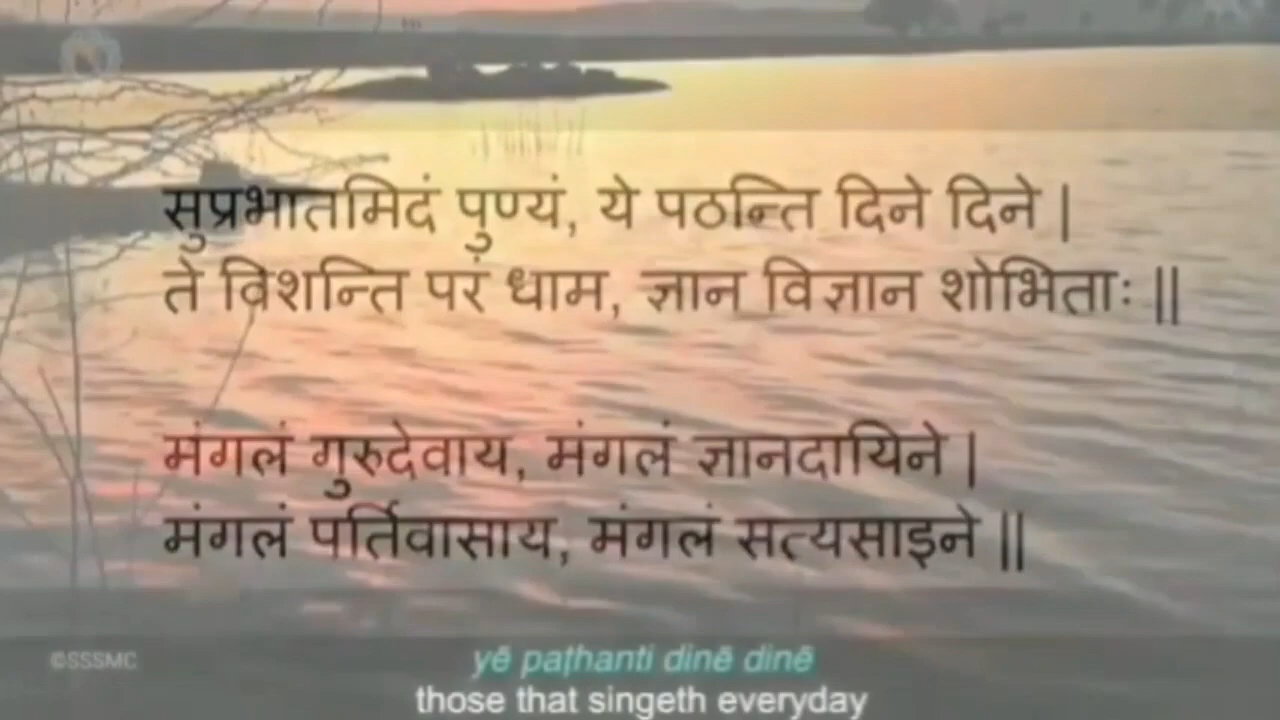 सुप्रभातमिदं पुण्यं, ये पठन्ति दिने दिने |
ते विशन्ति परं धाम, ज्ञान विज्ञान शोभिताः ||
मंगलं गुरुदेवाय, मंगलं ज्ञानदायिने |
मंगलं पर्तिवासाय, मंगलं सत्यसाइने ||
©SSSMC
yē paṭhanti dinē dinē
those that singeth everyday